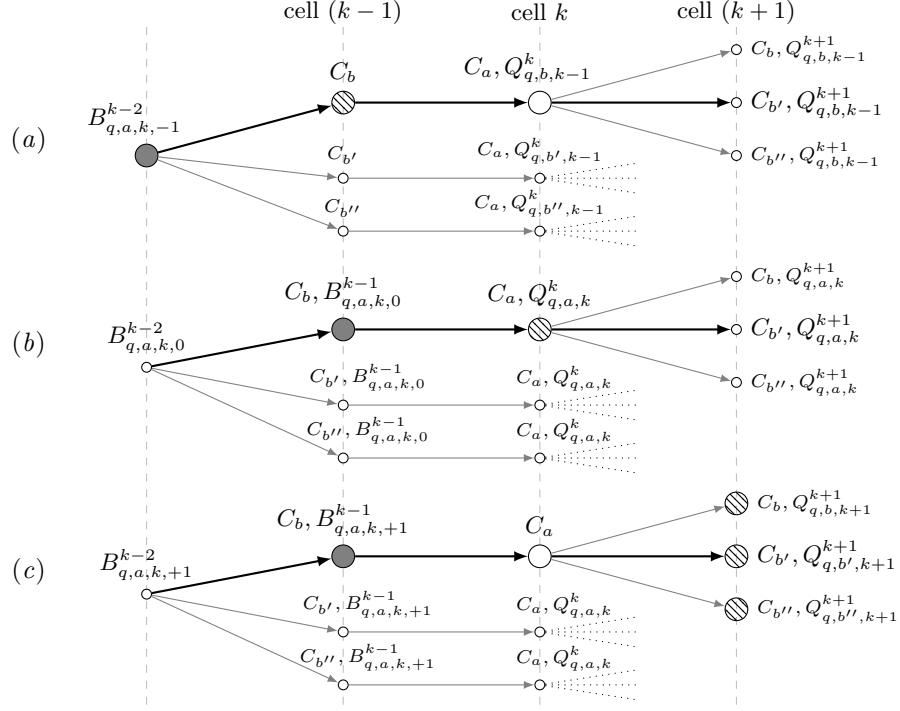 cell $(k-1)$ cell $k$ cell $(k+1)$
$(a)$
$B^{k-2}_{q,a,k,-1}$
$C_b$
$C_a, Q^k_{q,b,k-1}$
$C_b, Q^{k+1}_{q,b,k-1}$
$C_{b'}, Q^{k+1}_{q,b,k-1}$
$C_{b''}, Q^{k+1}_{q,b,k-1}$
$C_{b'}$
$C_a, Q^k_{q,b',k-1}$
$C_{b''}$
$C_a, Q^k_{q,b'',k-1}$
$(b)$
$B^{k-2}_{q,a,k,0}$
$C_b, B^{k-1}_{q,a,k,0}$
$C_a, Q^k_{q,a,k}$
$C_b, Q^{k+1}_{q,a,k}$
$C_{b'}, Q^{k+1}_{q,a,k}$
$C_{b''}, Q^{k+1}_{q,a,k}$
$C_{b'}, B^{k-1}_{q,a,k,0}$
$C_a, Q^k_{q,a,k}$
$C_{b''}, B^{k-1}_{q,a,k,0}$
$C_a, Q^k_{q,a,k}$
$(c)$
$B^{k-2}_{q,a,k,+1}$
$C_b, B^{k-1}_{q,a,k,+1}$
$C_a$
$C_b, Q^{k+1}_{q,b,k+1}$
$C_{b'}, Q^{k+1}_{q,b',k+1}$
$C_{b''}, Q^{k+1}_{q,b'',k+1}$
$C_{b'}, B^{k-1}_{q,a,k,+1}$
$C_a, Q^k_{q,a,k}$
$C_{b''}, B^{k-1}_{q,a,k,+1}$
$C_a, Q^k_{q,a,k}$